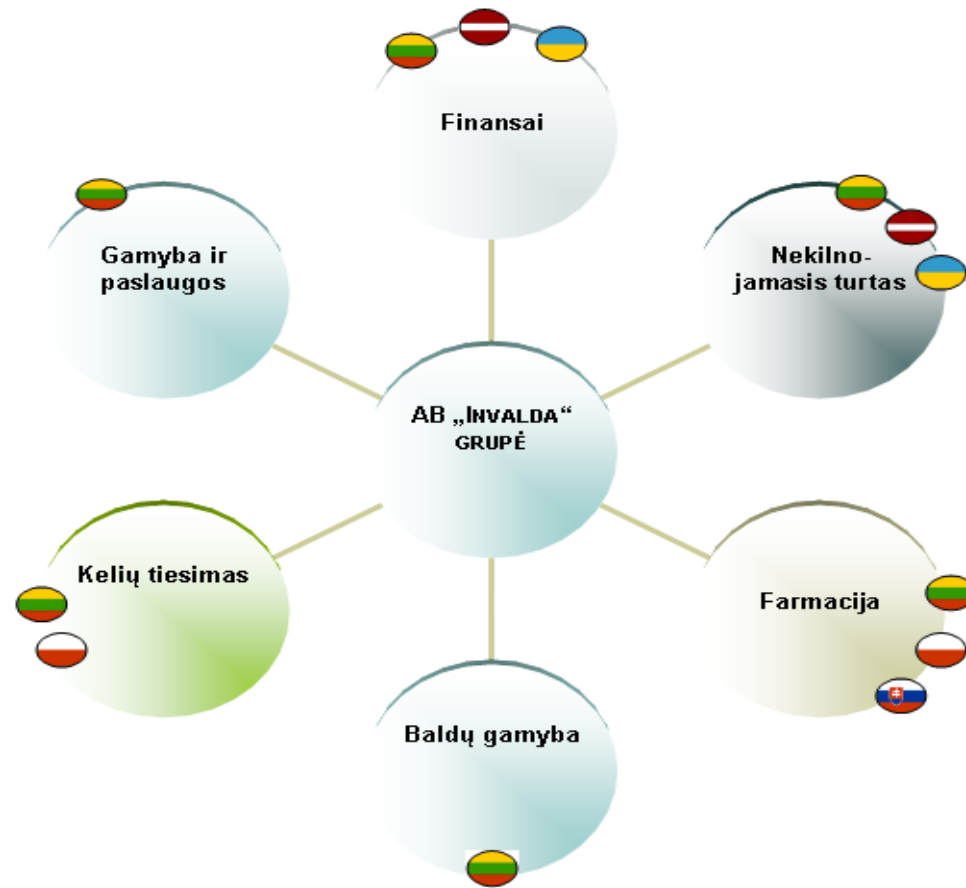 Finansai
Gamyba ir
paslaugos
Nekilno-
jamasis turtas
AB „INVALDA“
GRUPĖ
Kelių tiesimas
Farmacija
Baldų gamyba